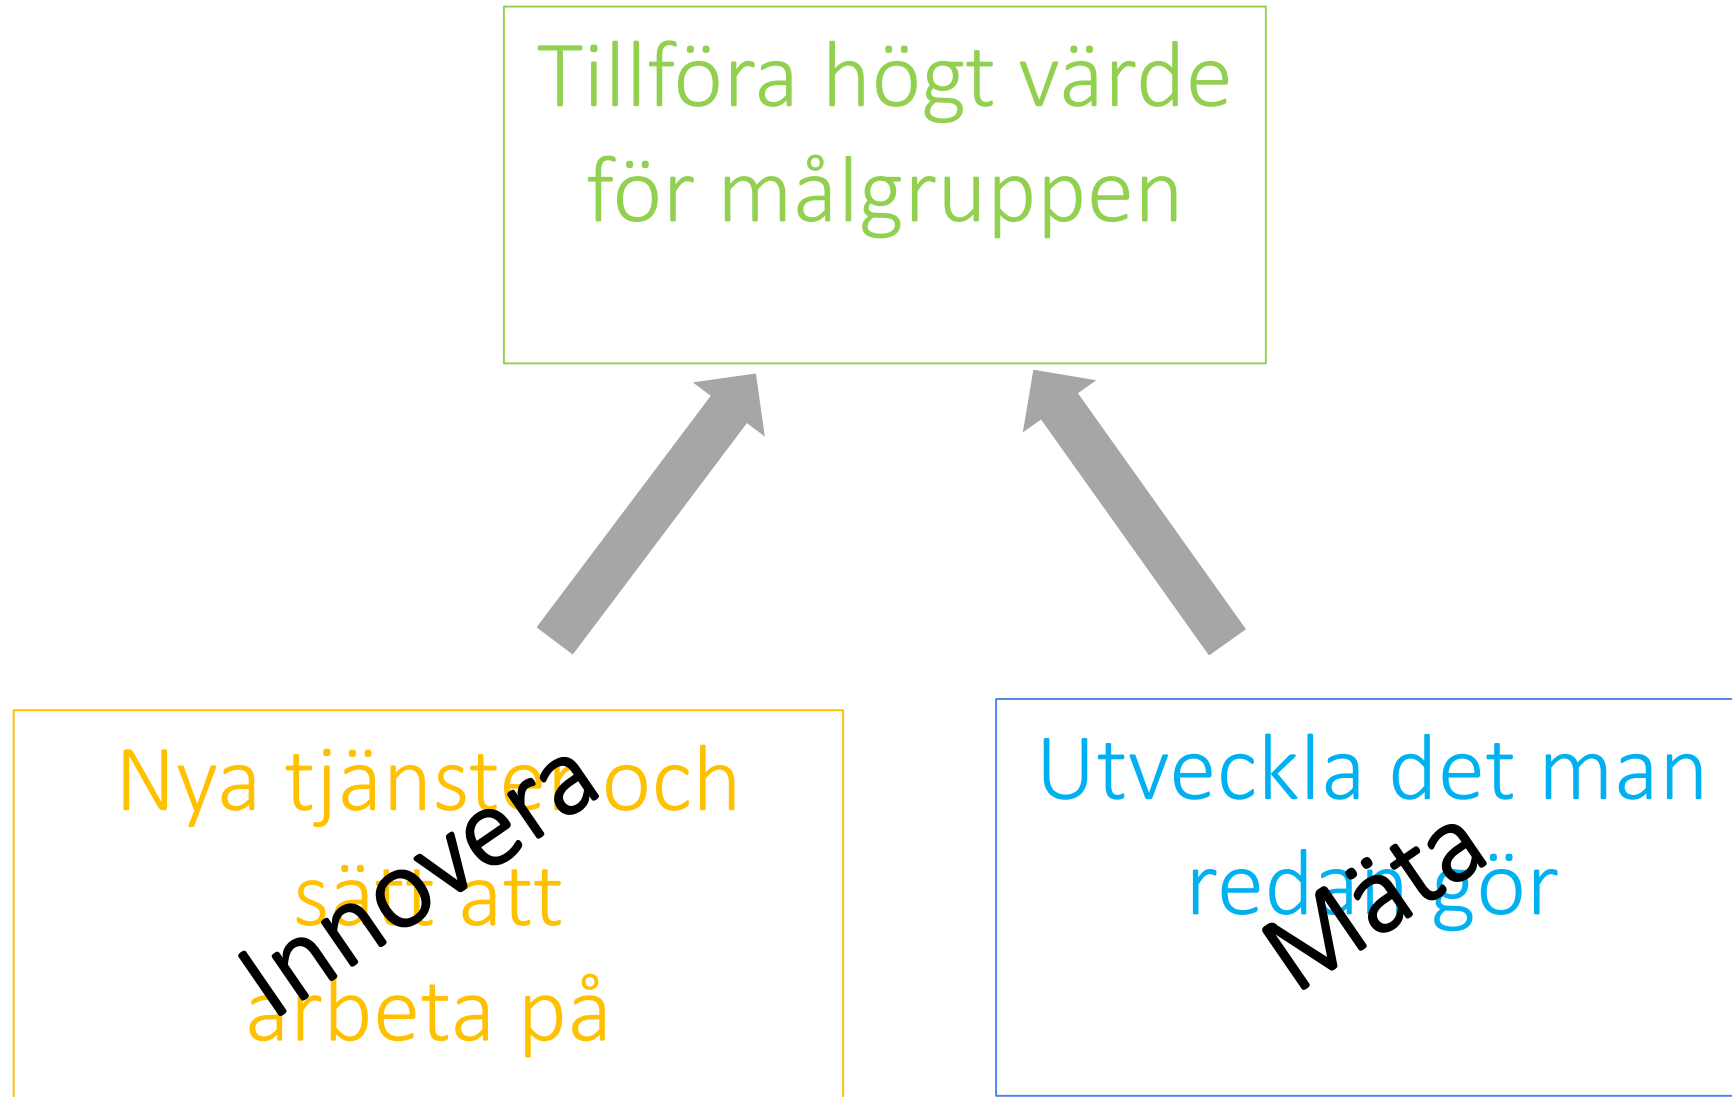 Tillföra högt värde
för målgruppen
Nya tjänster och
sätt att
arbeta på
Innovera
Utveckla det man
redan gör
Mäta